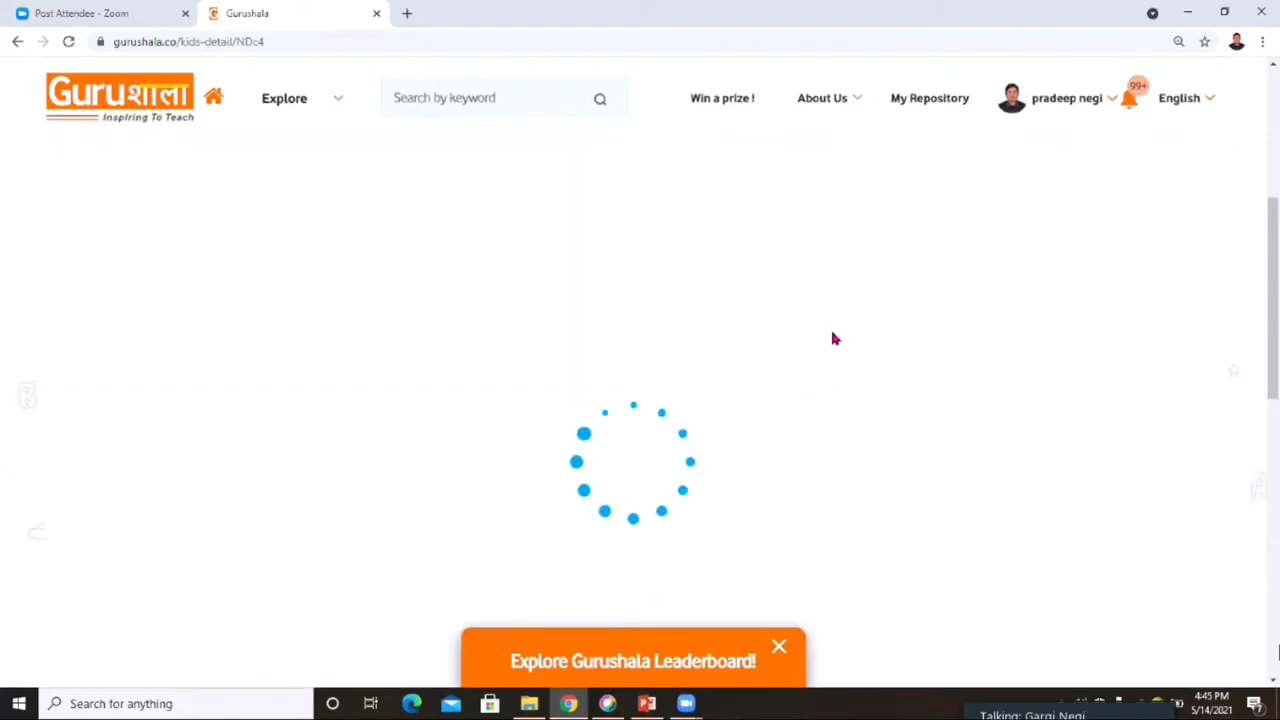 Post Attendee - Zoom
Gurushala
gurushala.co/kids-detail/NDc4
Guruशाला
Inspiring To Teach
Explore
Search by keyword
Win a prize !
About Us
My Repository
pradeep negi
99+
English
Explore Gurushala Leaderboard!
Search for anything
4:45 PM
5/14/2021
Talking: Gargi Negi